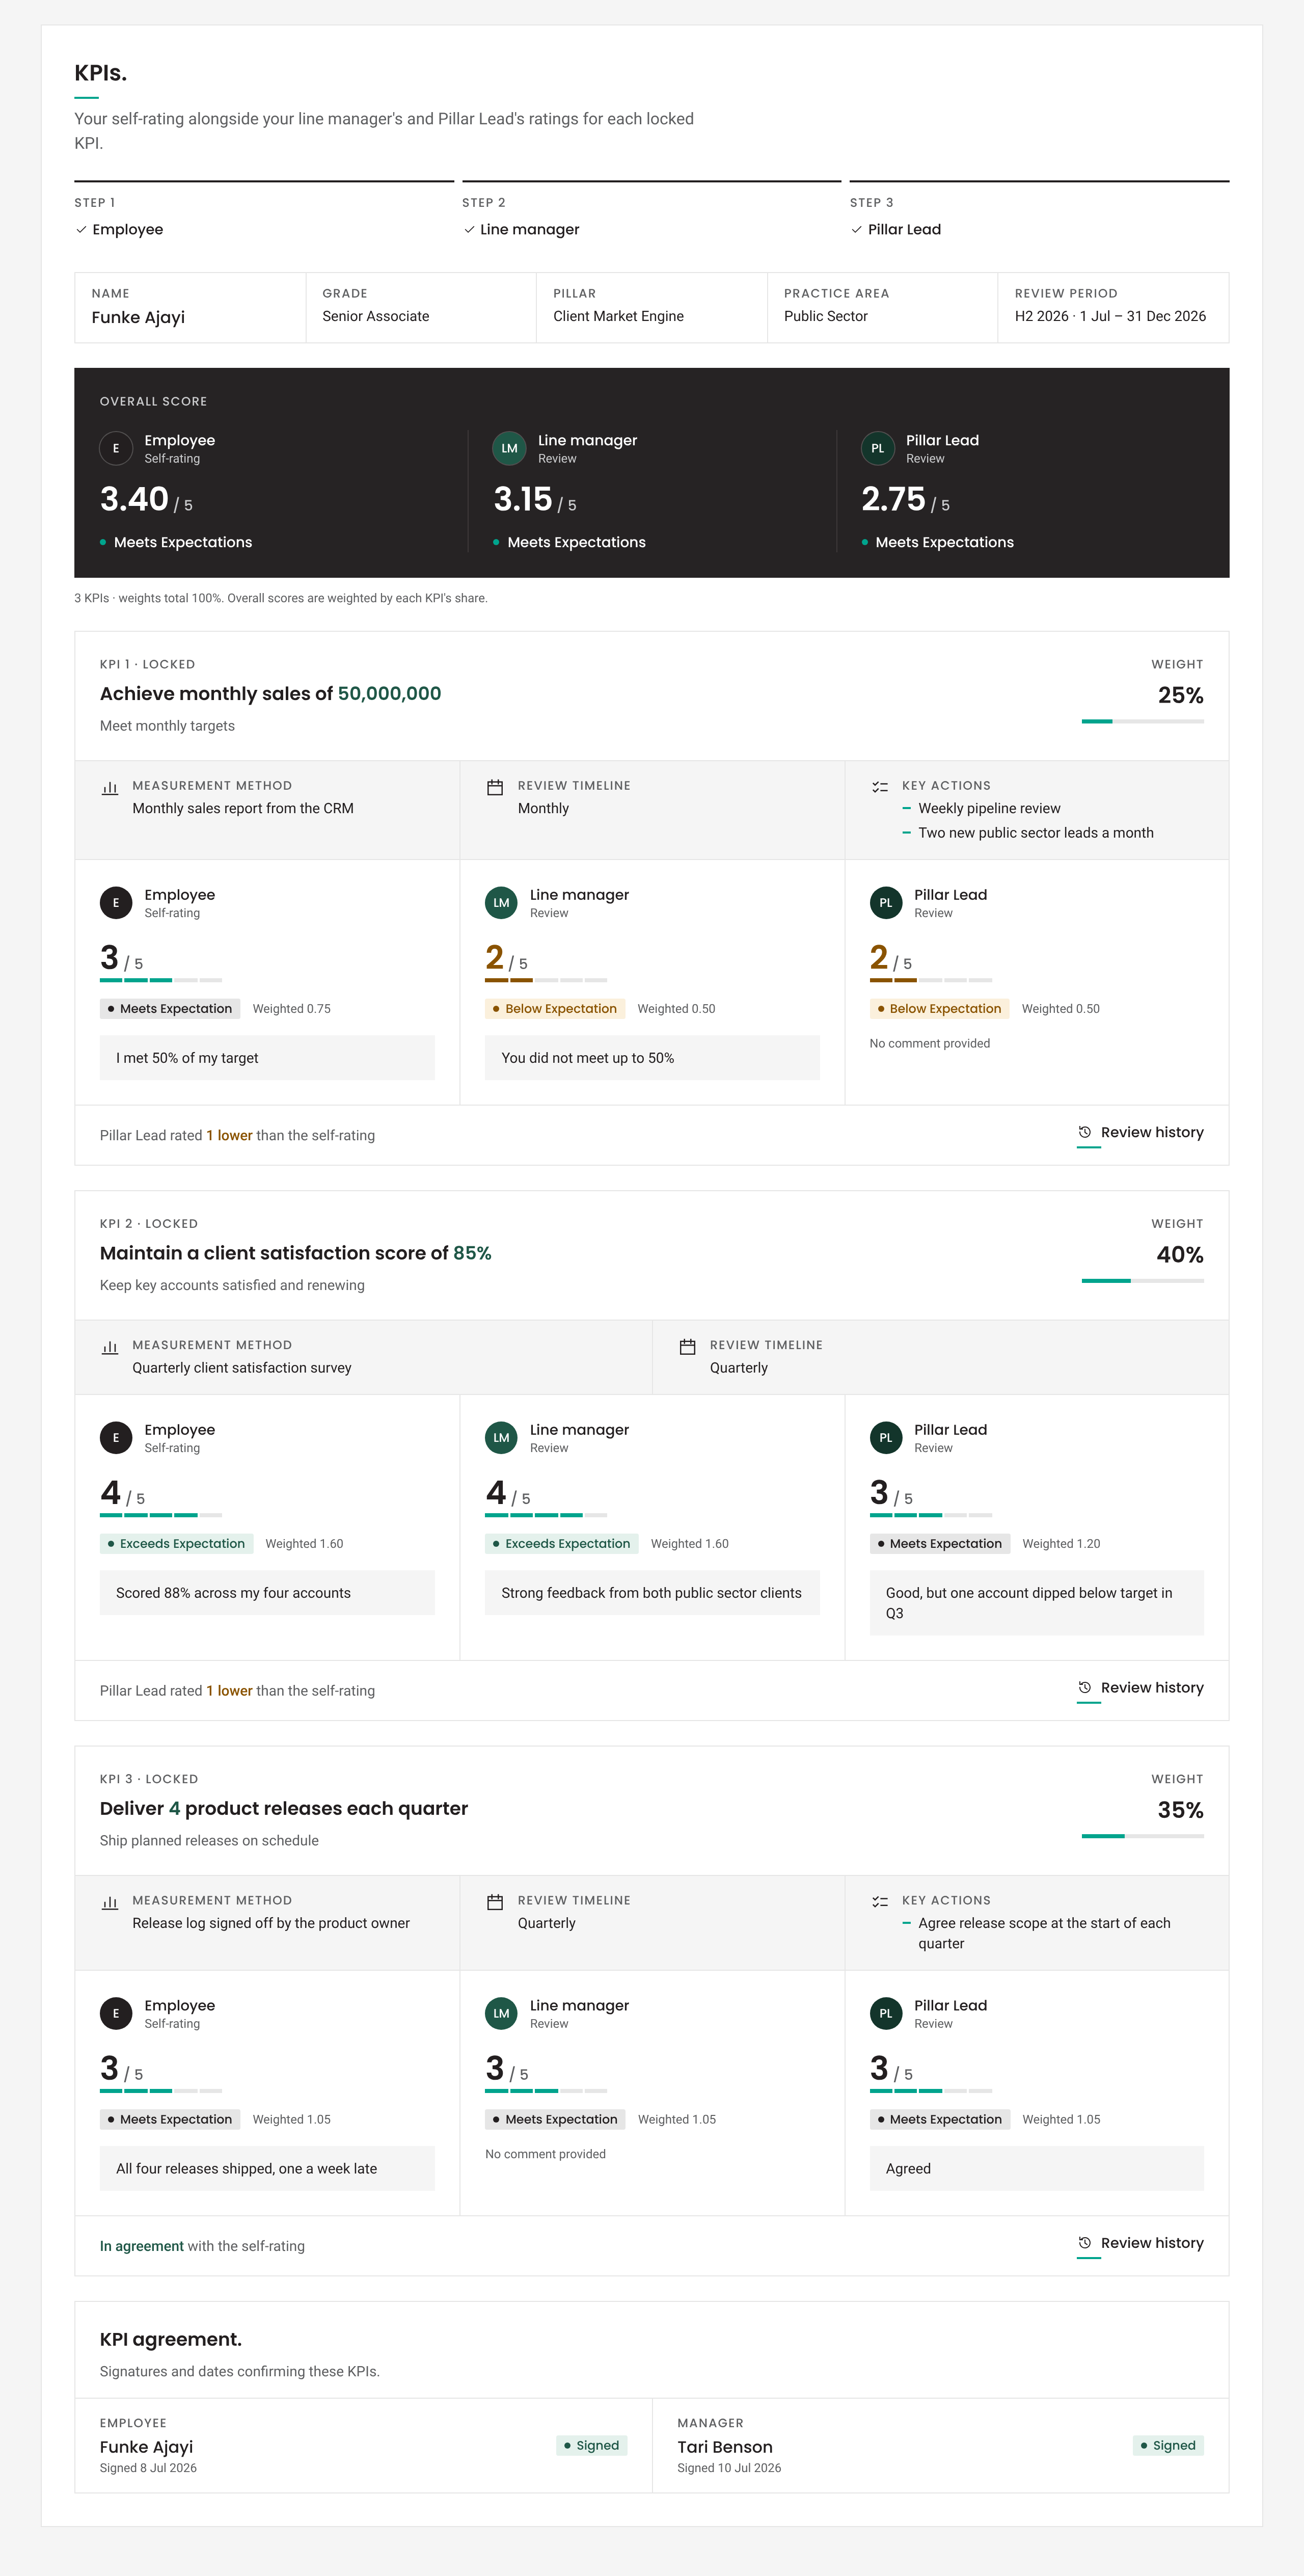 KPIs.
Your self-rating alongside your line manager's and Pillar Lead's ratings for each locked
KPI.
STEP 1
Employee
STEP 2
Line manager
STEP 3
Pillar Lead
NAME
Funke Ajayi
GRADE
Senior Associate
PILLAR
Client Market Engine
PRACTICE AREA
Public Sector
REVIEW PERIOD
H2 2026 · 1 Jul – 31 Dec 2026
OVERALL SCORE
E
Employee
Self-rating
3.40 / 5
Meets Expectations
LM
Line manager
Review
3.15 / 5
Meets Expectations
PL
Pillar Lead
Review
2.75 / 5
Meets Expectations
3 KPIs · weights total 100%. Overall scores are weighted by each KPI's share.
KPI 1 · LOCKED
Achieve monthly sales of 50,000,000
Meet monthly targets
WEIGHT
25%
MEASUREMENT METHOD
Monthly sales report from the CRM
REVIEW TIMELINE
Monthly
KEY ACTIONS
– Weekly pipeline review
– Two new public sector leads a month
E
Employee
Self-rating
3 / 5
Meets Expectation
Weighted 0.75
I met 50% of my target
LM
Line manager
Review
2 / 5
Below Expectation
Weighted 0.50
You did not meet up to 50%
PL
Pillar Lead
Review
2 / 5
Below Expectation
Weighted 0.50
No comment provided
Pillar Lead rated 1 lower than the self-rating
Review history
KPI 2 · LOCKED
Maintain a client satisfaction score of 85%
Keep key accounts satisfied and renewing
WEIGHT
40%
MEASUREMENT METHOD
Quarterly client satisfaction survey
REVIEW TIMELINE
Quarterly
E
Employee
Self-rating
4 / 5
Exceeds Expectation
Weighted 1.60
Scored 88% across my four accounts
LM
Line manager
Review
4 / 5
Exceeds Expectation
Weighted 1.60
Strong feedback from both public sector clients
PL
Pillar Lead
Review
3 / 5
Meets Expectation
Weighted 1.20
Good, but one account dipped below target in
Q3
Pillar Lead rated 1 lower than the self-rating
Review history
KPI 3 · LOCKED
Deliver 4 product releases each quarter
Ship planned releases on schedule
WEIGHT
35%
MEASUREMENT METHOD
Release log signed off by the product owner
REVIEW TIMELINE
Quarterly
KEY ACTIONS
– Agree release scope at the start of each
quarter
E
Employee
Self-rating
3 / 5
Meets Expectation
Weighted 1.05
All four releases shipped, one a week late
LM
Line manager
Review
3 / 5
Meets Expectation
Weighted 1.05
No comment provided
PL
Pillar Lead
Review
3 / 5
Meets Expectation
Weighted 1.05
Agreed
In agreement with the self-rating
Review history
KPI agreement.
Signatures and dates confirming these KPIs.
EMPLOYEE
Funke Ajayi
Signed 8 Jul 2026
Signed
MANAGER
Tari Benson
Signed 10 Jul 2026
Signed